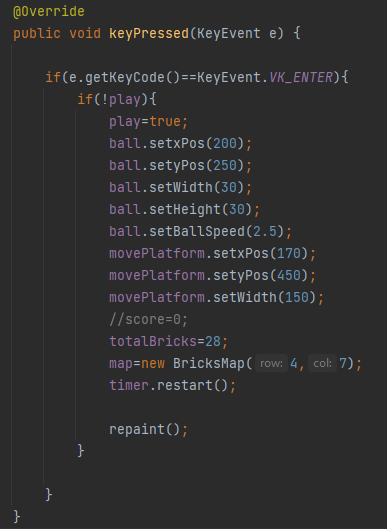 @Override
public void keyPressed(KeyEvent e) {
if(e.getKeyCode()==KeyEvent.VK_ENTER){
if(!play){
play=true;
ball.setxPos(200);
ball.setyPos(250);
ball.setWidth(30);
ball.setHeight(30);
ball.setBallSpeed(2.5);
movePlatform.setxPos(170);
movePlatform.setyPos(450);
movePlatform.setWidth(150);
//score=0;
totalBricks=28;
map=new BricksMap( row: 4, col: 7);
timer.restart();
repaint();
}
}
}